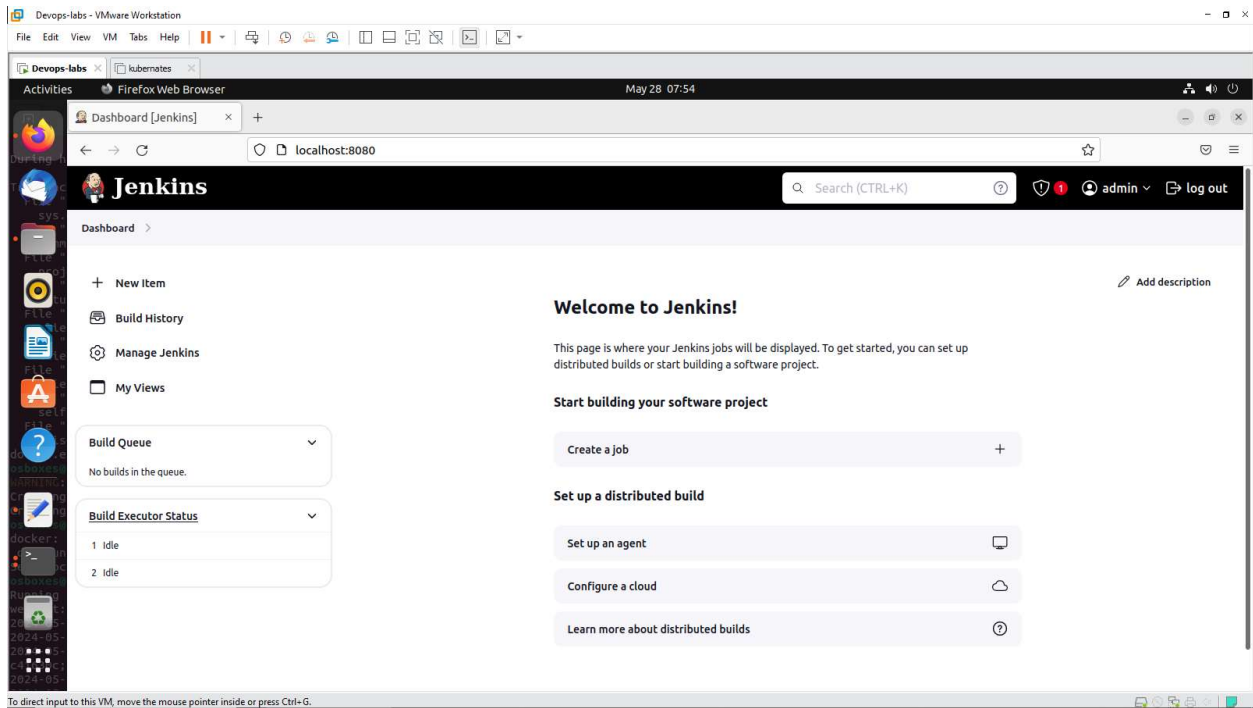 Devops-labs - VMware Workstation
File Edit View VM Tabs Help
Devops-labs kubernetes
Activities Firefox Web Browser May 28 07:54
Dashboard [Jenkins]
localhost:8080
Jenkins Search (CTRL+K) 1 admin log out
Dashboard
New Item
Build History
Manage Jenkins
My Views
Build Queue
No builds in the queue.
Build Executor Status
1 Idle
2 Idle
Add description
Welcome to Jenkins!
This page is where your Jenkins jobs will be displayed. To get started, you can set up
distributed builds or start building a software project.
Start building your software project
Create a job
Set up a distributed build
Set up an agent
Configure a cloud
Learn more about distributed builds
To direct input to this VM, move the mouse pointer inside or press Ctrl+G.